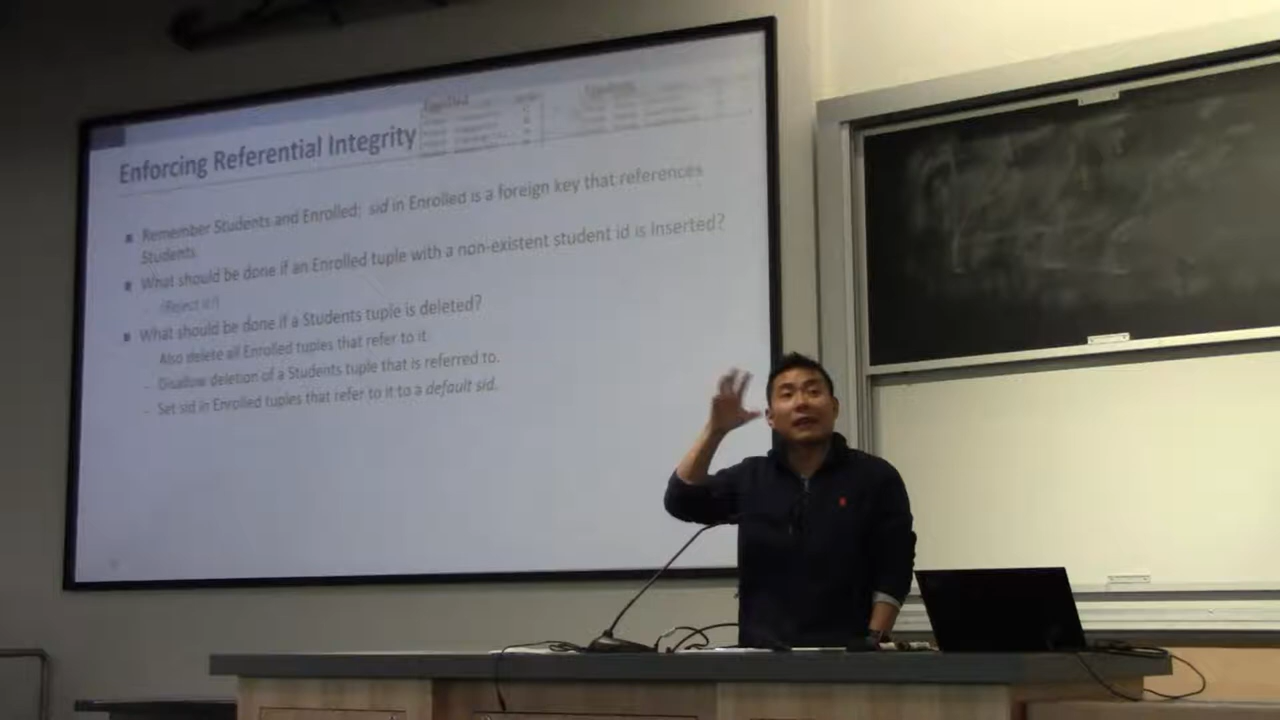 Enforcing Referential Integrity
Enrolled
Students
Remember Students and Enrolled; sid in Enrolled is a foreign key that references
Students.
What should be done if an Enrolled tuple with a non-existent student id is inserted?
(Reject it!)
What should be done if a Students tuple is deleted?
Also delete all Enrolled tuples that refer to it.
– Disallow deletion of a Students tuple that is referred to.
– Set sid in Enrolled tuples that refer to it to a default sid.